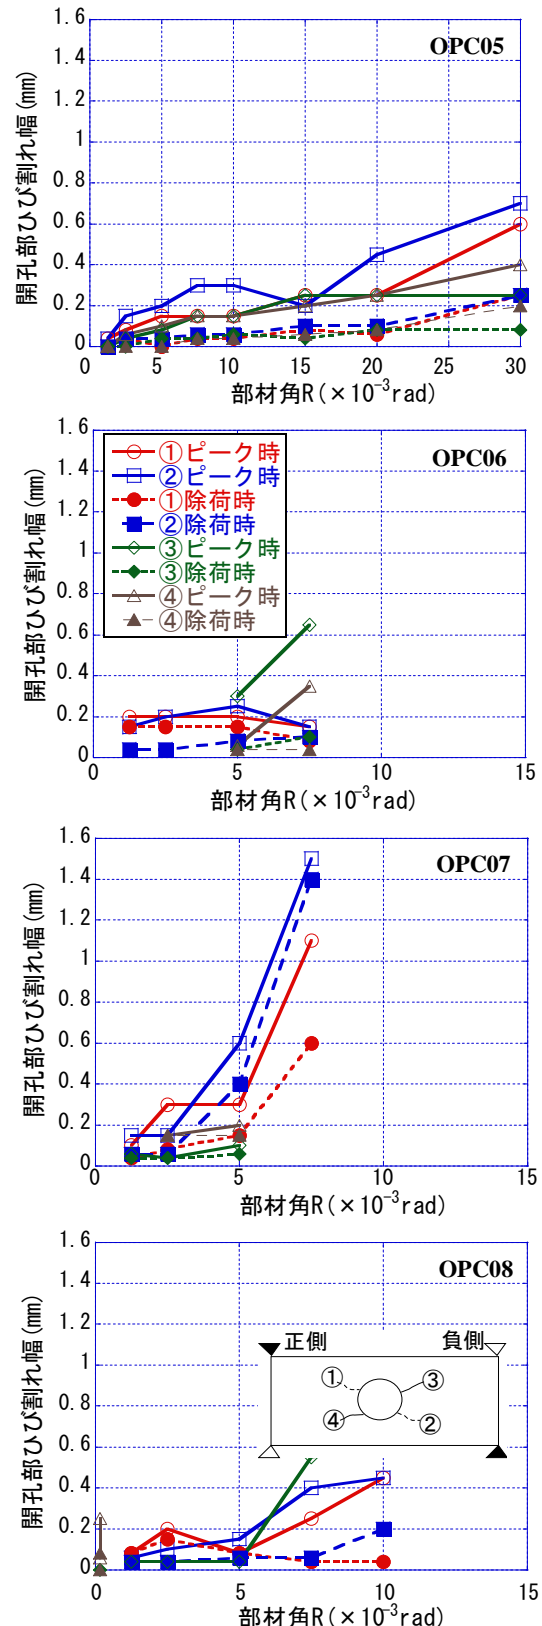 OPC05
開孔部ひび割れ幅(mm)
1.6
1.4
1.2
1
0.8
0.6
0.4
0.2
0
0 5 10 15 20 25 30
部材角R(×10⁻³rad)
OPC06
開孔部ひび割れ幅(mm)
1.6
1.4
1.2
1
0.8
0.6
0.4
0.2
0
①ピーク時
②ピーク時
①除荷時
②除荷時
③ピーク時
③除荷時
④ピーク時
④除荷時
0 5 10 15
部材角R(×10⁻³rad)
OPC07
開孔部ひび割れ幅(mm)
1.6
1.4
1.2
1
0.8
0.6
0.4
0.2
0
0 5 10 15
部材角R(×10⁻³rad)
OPC08
開孔部ひび割れ幅(mm)
1.6
1.4
1.2
1
0.8
0.6
0.4
0.2
0
正側 負側
① ③
④ ②
0 5 10 15
部材角R(×10⁻³rad)